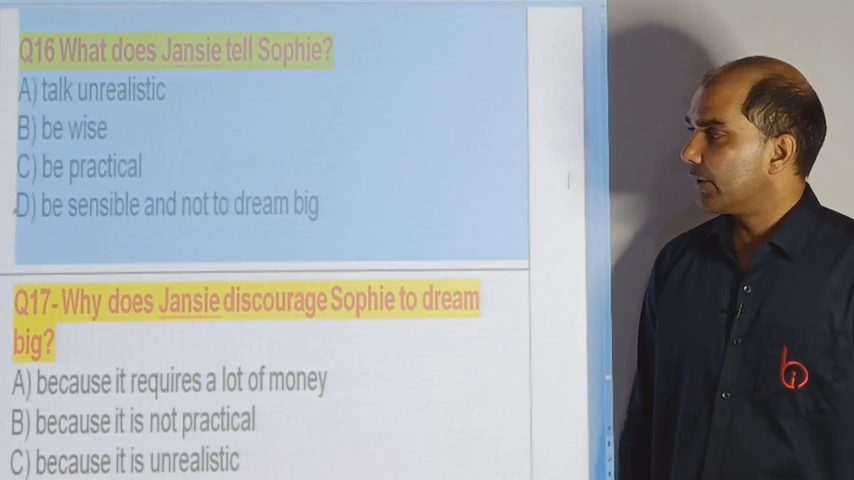 Q16 What does Jansie tell Sophie?
A) talk unrealistic
B) be wise
C) be practical
D) be sensible and not to dream big
Q17- Why does Jansie discourage Sophie to dream
big?
A) because it requires a lot of money
B) because it is not practical
C) because it is unrealistic